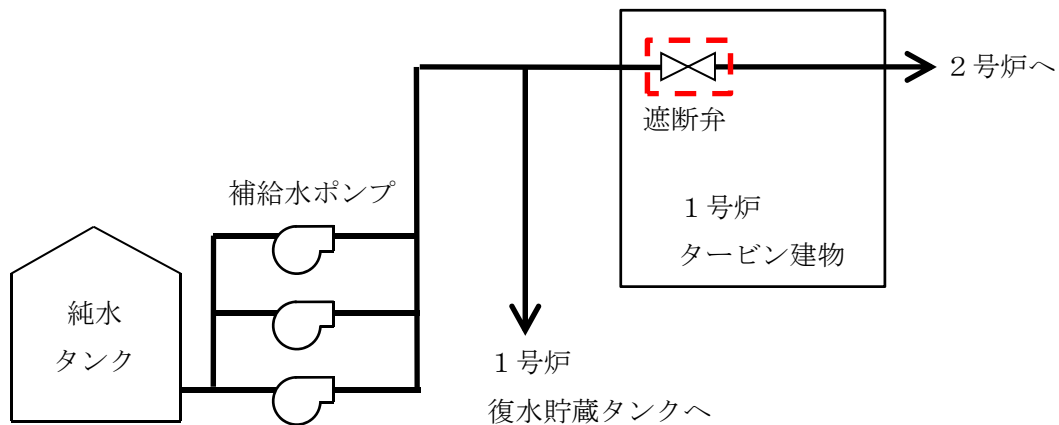 ２号炉へ
遮断弁
補給水ポンプ
１号炉
タービン建物
純水
タンク
１号炉
復水貯蔵タンクへ